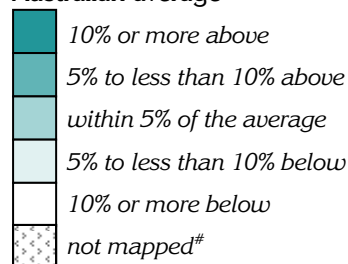 Australian average
10% or more above
5% to less than 10% above
within 5% of the average
5% to less than 10% below
10% or more below
not mapped#